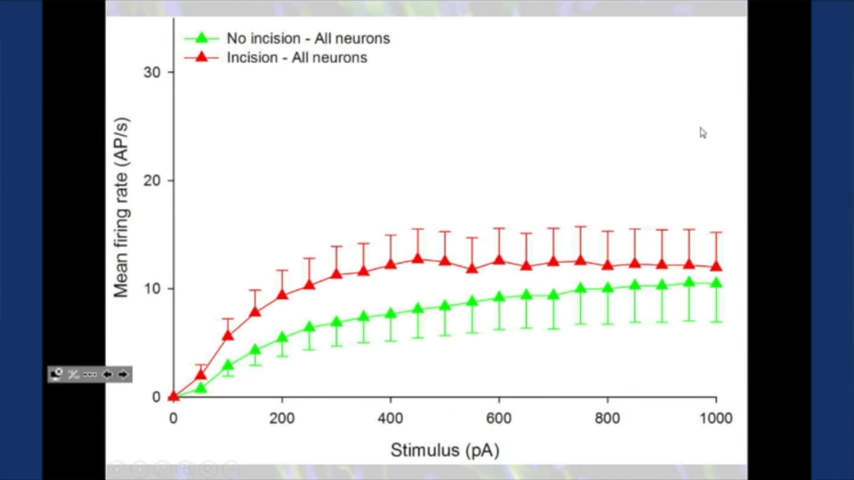 No incision - All neurons
Incision - All neurons
30
20
10
0
Mean firing rate (AP/s)
0 200 400 600 800 1000
Stimulus (pA)